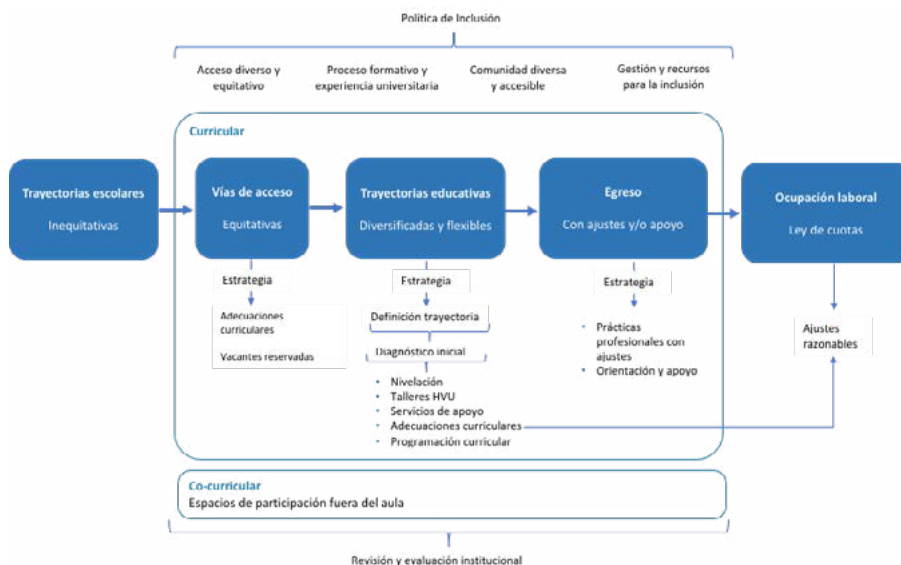 Política de Inclusión
Acceso diverso y
equitativo
Proceso formativo y
experiencia universitaria
Comunidad diversa
y accesible
Gestión y recursos
para la inclusión
Curricular
Trayectorias escolares
Inequitativas
Vías de acceso
Equitativas
Trayectorias educativas
Diversificadas y flexibles
Egreso
Con ajustes y/o apoyo
Ocupación laboral
Ley de cuotas
Estrategia
Adecuaciones
curriculares
Vacantes reservadas
Estrategia
Definición trayectoria
Diagnóstico inicial
• Nivelación
• Talleres HVU
• Servicios de apoyo
• Adecuaciones curriculares
• Programación curricular
Estrategia
• Prácticas
profesionales con
ajustes
• Orientación y apoyo
Ajustes
razonables
Co-curricular
Espacios de participación fuera del aula
Revisión y evaluación institucional